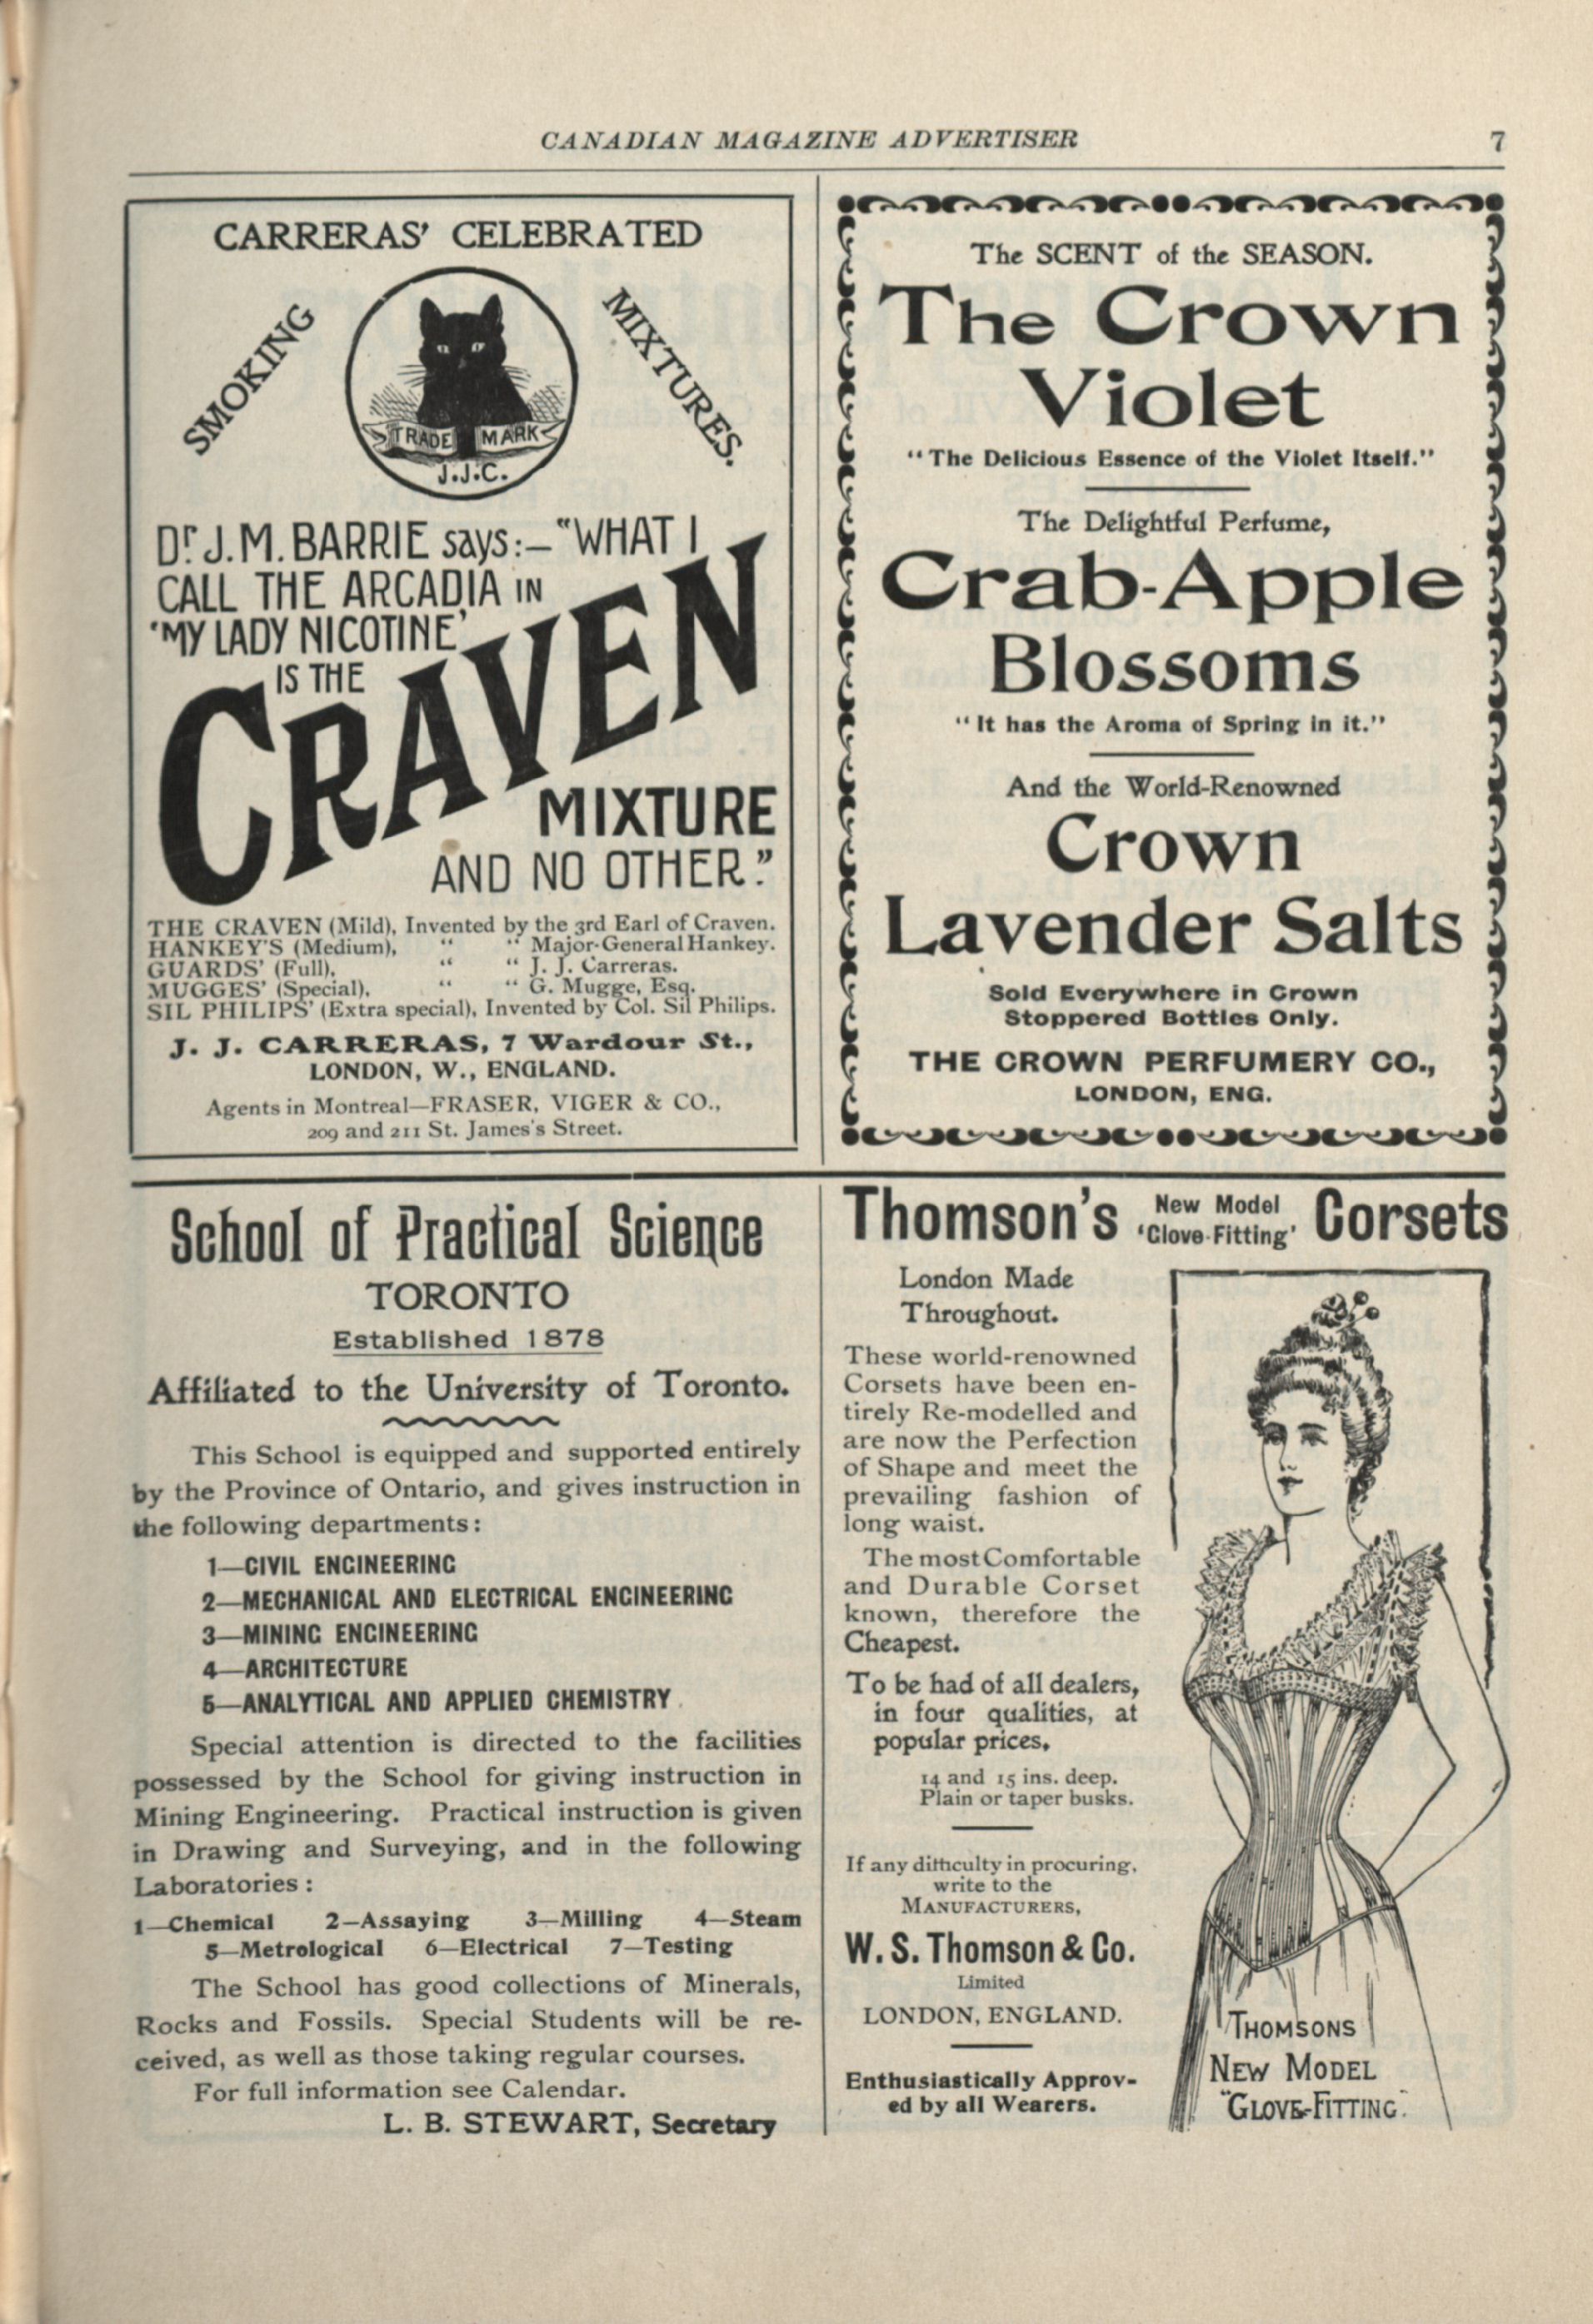 CANADIAN MAGAZINE ADVERTISER 7
CARRERAS' CELEBRATED
SMOKING MIXTURES.
TRADE MARK
J.J.C.
Dr. J.M. BARRIE says:— "WHAT I
CALL THE ARCADIA IN
'MY LADY NICOTINE'
IS THE
CRAVEN
MIXTURE
AND NO OTHER."
THE CRAVEN (Mild), Invented by the 3rd Earl of Craven.
HANKEY'S (Medium), " " Major-General Hankey.
GUARDS' (Full), " " J. J. Carreras.
MUGGES' (Special), " " G. Mugge, Esq.
SIL PHILIPS' (Extra special), Invented by Col. Sil Philips.
J. J. CARRERAS, 7 Wardour St.,
LONDON, W., ENGLAND.
Agents in Montreal—FRASER, VIGER & CO.,
209 and 211 St. James's Street.
The SCENT of the SEASON.
The Crown
Violet
"The Delicious Essence of the Violet Itself."
The Delightful Perfume,
Crab-Apple
Blossoms
"It has the Aroma of Spring in it."
And the World-Renowned
Crown
Lavender Salts
Sold Everywhere in Crown
Stoppered Bottles Only.
THE CROWN PERFUMERY CO.,
LONDON, ENG.
School of Practical Science
TORONTO
Established 1878
Affiliated to the University of Toronto.
This School is equipped and supported entirely
by the Province of Ontario, and gives instruction in
the following departments:
1—CIVIL ENGINEERING
2—MECHANICAL AND ELECTRICAL ENGINEERING
3—MINING ENGINEERING
4—ARCHITECTURE
5—ANALYTICAL AND APPLIED CHEMISTRY.
Special attention is directed to the facilities
possessed by the School for giving instruction in
Mining Engineering. Practical instruction is given
in Drawing and Surveying, and in the following
Laboratories:
1—Chemical 2—Assaying 3—Milling 4—Steam
5—Metrological 6—Electrical 7—Testing
The School has good collections of Minerals,
Rocks and Fossils. Special Students will be re-
ceived, as well as those taking regular courses.
For full information see Calendar.
L. B. STEWART, Secretary
Thomson's New Model 'Glove-Fitting' Corsets
London Made
Throughout.
These world-renowned
Corsets have been en-
tirely Re-modelled and
are now the Perfection
of Shape and meet the
prevailing fashion of
long waist.
The most Comfortable
and Durable Corset
known, therefore the
Cheapest.
To be had of all dealers,
in four qualities, at
popular prices.
14 and 15 ins. deep.
Plain or taper busks.
If any difficulty in procuring,
write to the
MANUFACTURERS,
W. S. Thomson & Co.
Limited
LONDON, ENGLAND.
Enthusiastically Approv-
ed by all Wearers.
THOMSONS
NEW MODEL
"GLOVE-FITTING".